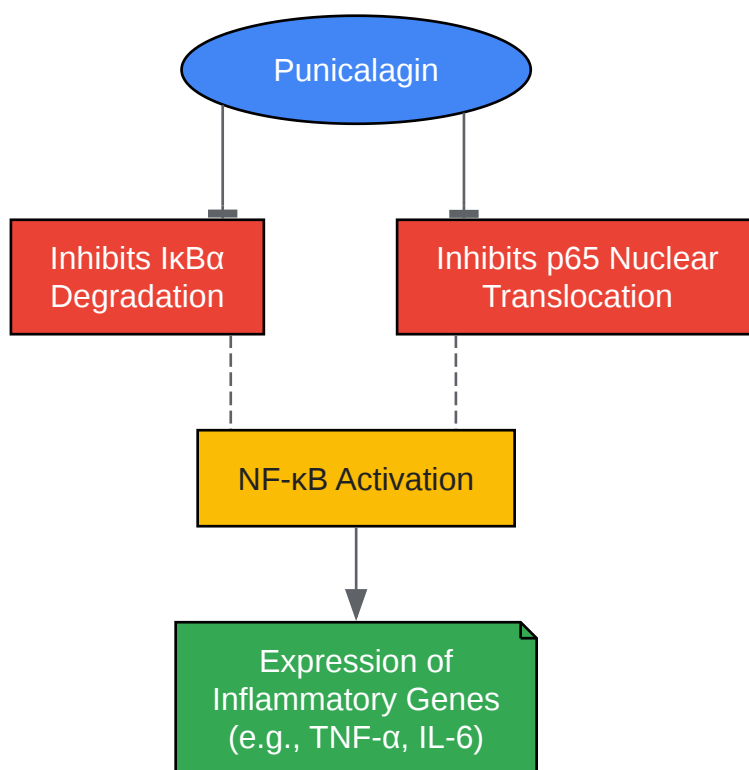 Punicalagin
Inhibits IκBα
Degradation
Inhibits p65 Nuclear
Translocation
NF-κB Activation
Expression of
Inflammatory Genes
(e.g., TNF-α, IL-6)